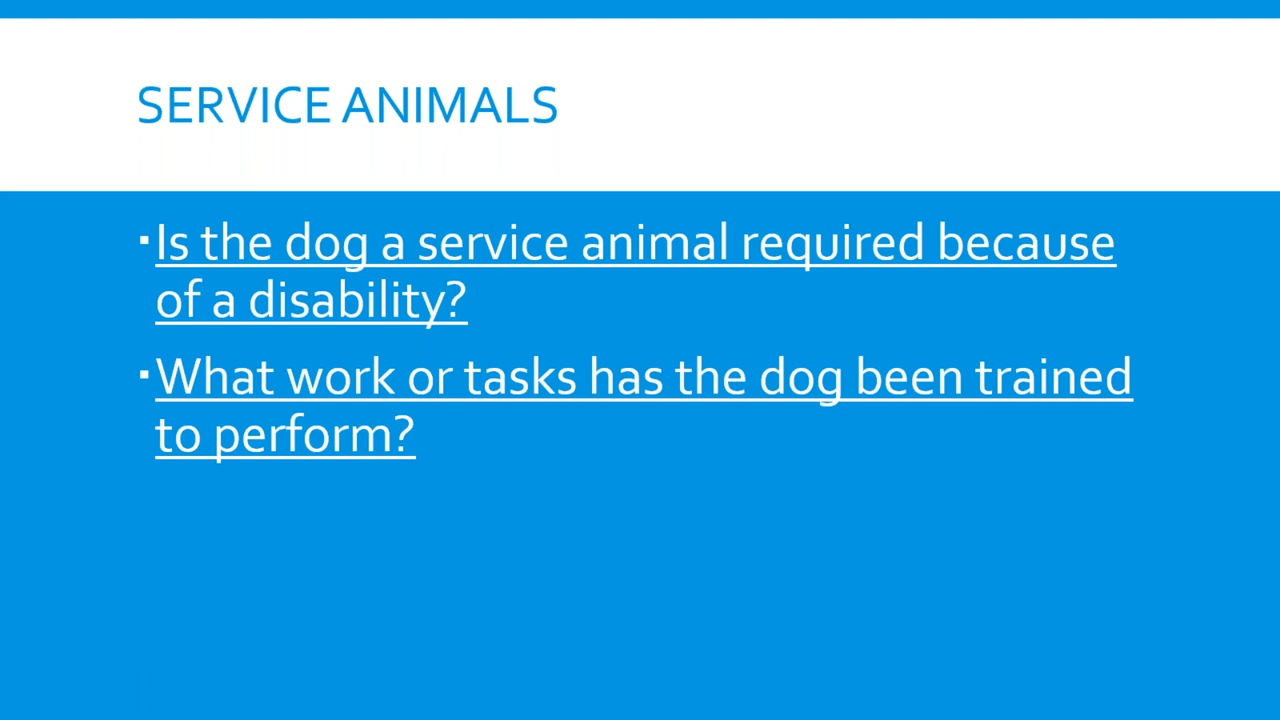 SERVICE ANIMALS
▪Is the dog a service animal required because
of a disability?
▪What work or tasks has the dog been trained
to perform?